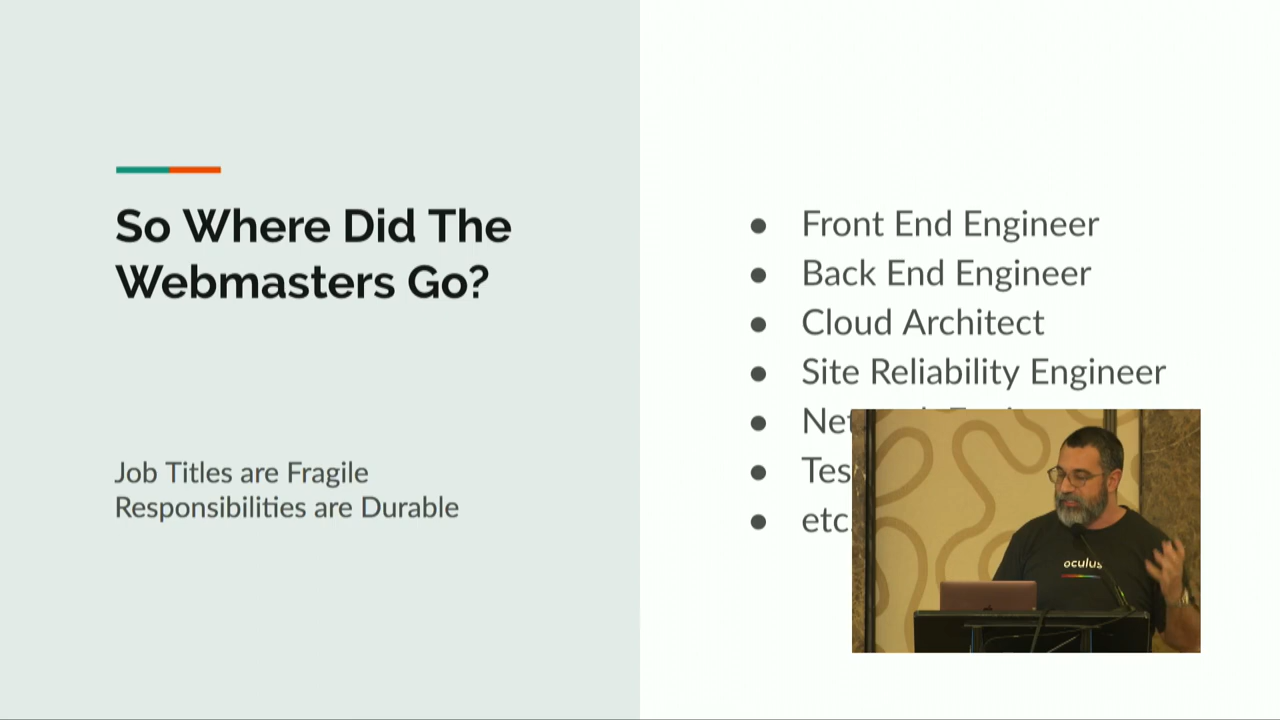 So Where Did The
Webmasters Go?
Job Titles are Fragile
Responsibilities are Durable
● Front End Engineer
● Back End Engineer
● Cloud Architect
● Site Reliability Engineer
●
●
● etc
oculus